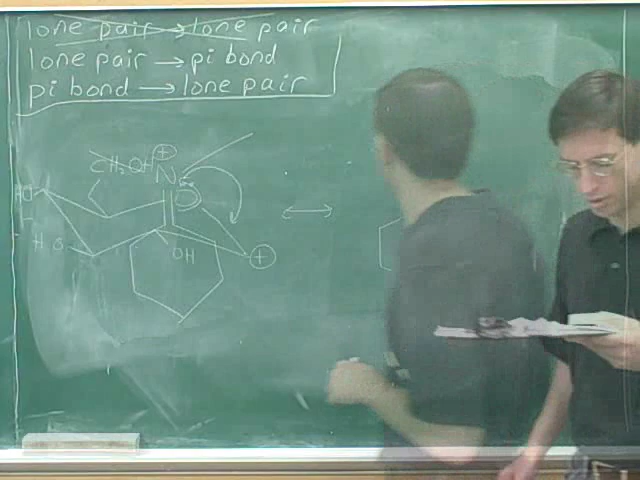 lone pair → lone pair
lone pair → pi bond
pi bond → lone pair
CH₂OH
⊕
N
HO
H
HO
OH
⊕